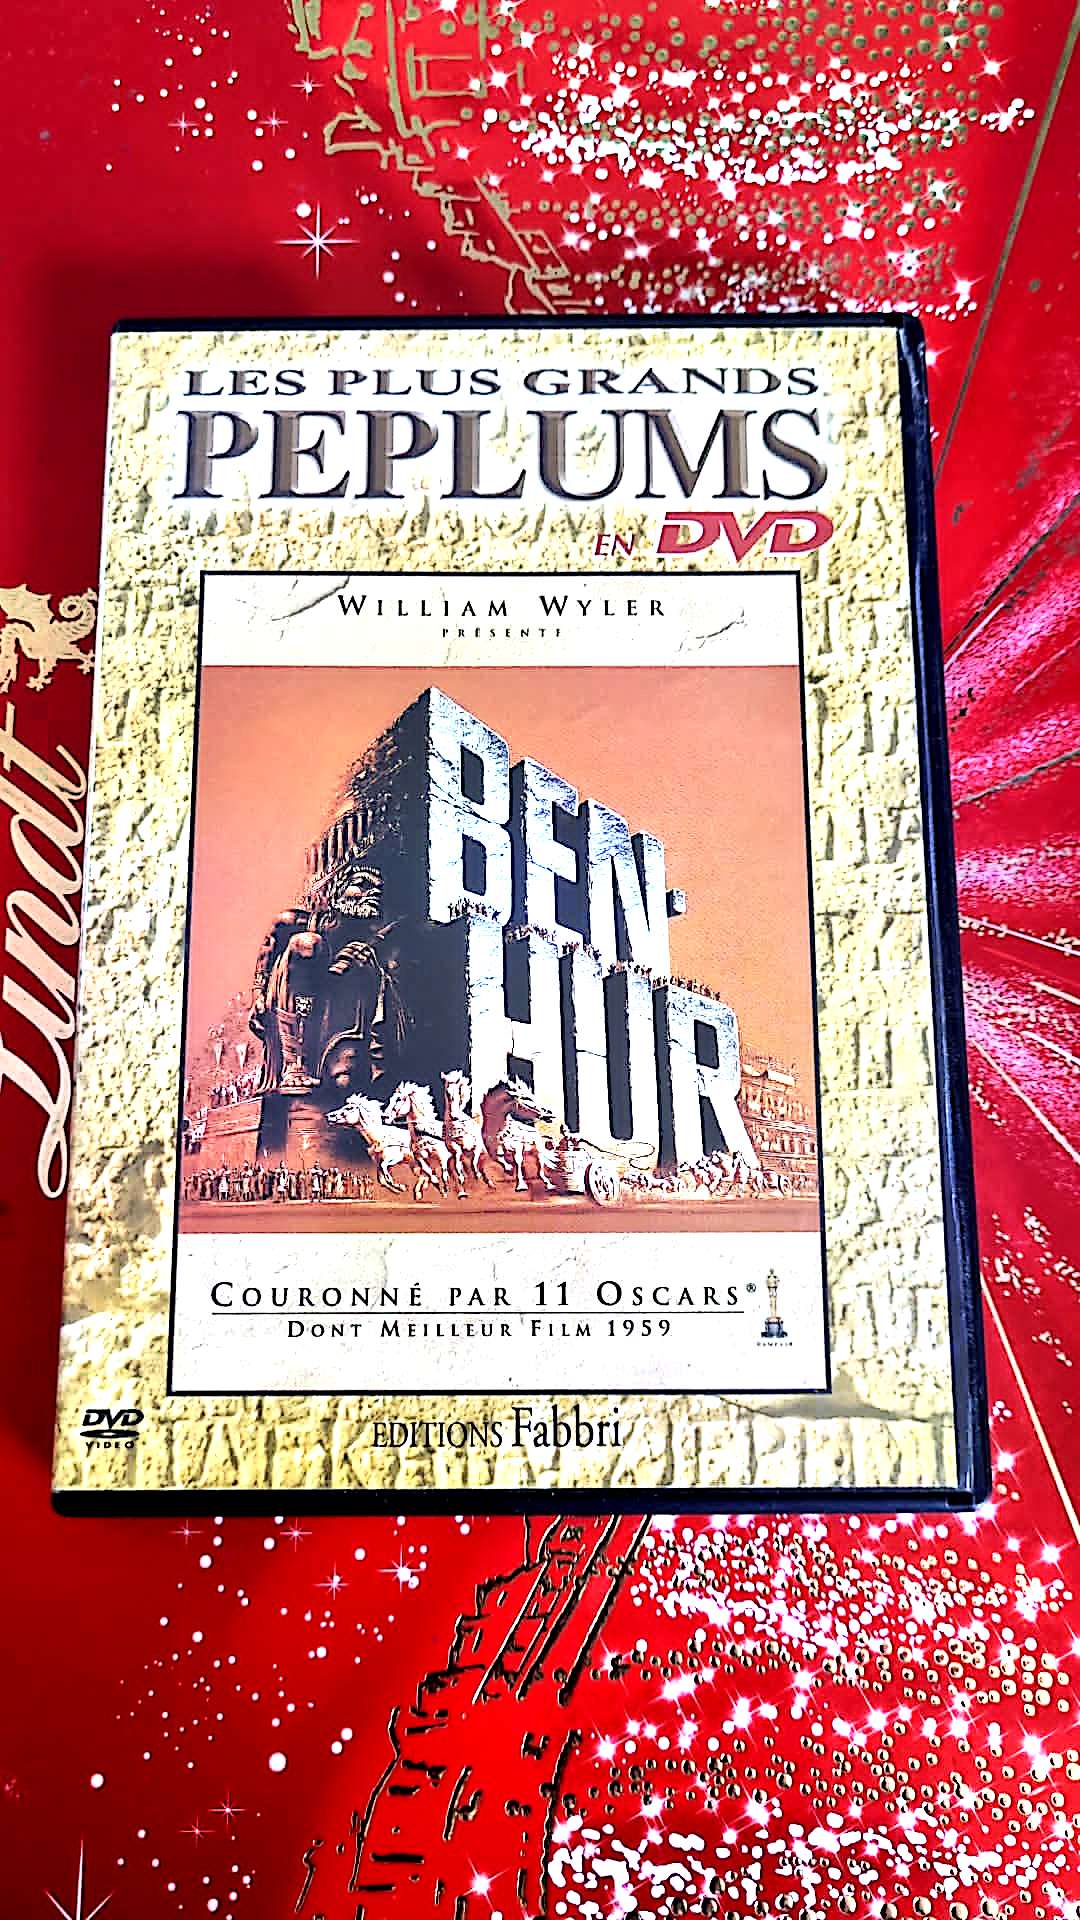 LES PLUS GRANDS
PEPLUMS
EN DVD
WILLIAM WYLER
PRÉSENTE
BEN-
HUR
COURONNÉ PAR 11 OSCARS®
DONT MEILLEUR FILM 1959
DVD
VIDEO
EDITIONS Fabbri
Lindt